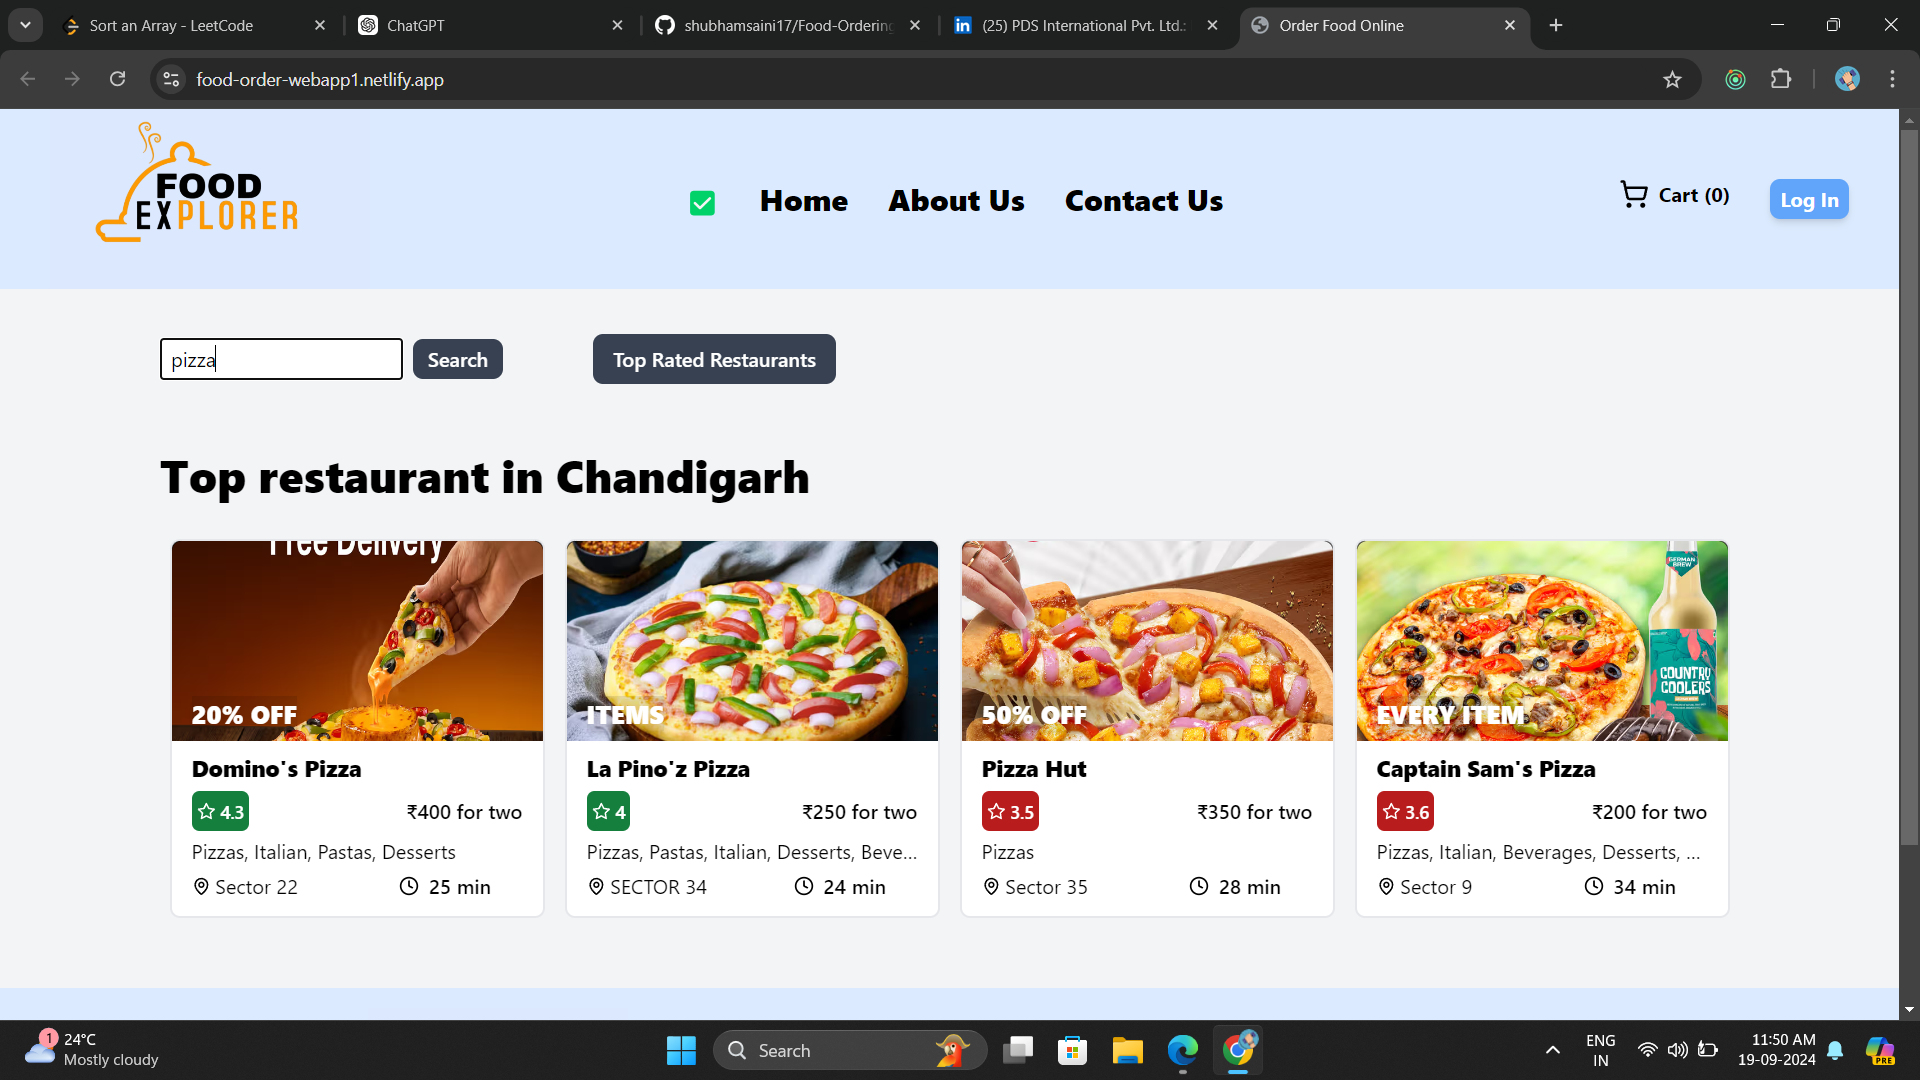 Sort an Array - LeetCode
ChatGPT
shubhamsaini17/Food-Ordering
(25) PDS International Pvt. Ltd.:
Order Food Online
food-order-webapp1.netlify.app
FOOD
EXPLORER
Home
About Us
Contact Us
Cart (0)
Log In
pizza
Search
Top Rated Restaurants
Top restaurant in Chandigarh
Free Delivery
20% OFF
Domino's Pizza
4.3
₹400 for two
Pizzas, Italian, Pastas, Desserts
Sector 22
25 min
ITEMS
La Pino'z Pizza
4
₹250 for two
Pizzas, Pastas, Italian, Desserts, Beve...
SECTOR 34
24 min
50% OFF
Pizza Hut
3.5
₹350 for two
Pizzas
Sector 35
28 min
GERMAN
BREW
COUNTRY
COOLERS
EVERY ITEM
Captain Sam's Pizza
3.6
₹200 for two
Pizzas, Italian, Beverages, Desserts, ...
Sector 9
34 min
1
24°C
Mostly cloudy
Search
ENG
IN
11:50 AM
19-09-2024
PRE